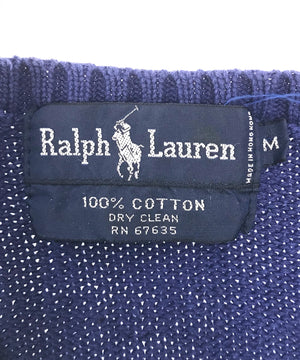 Ralph Lauren
100% COTTON
DRY CLEAN
RN 67635
MADE IN HONG KONG
M